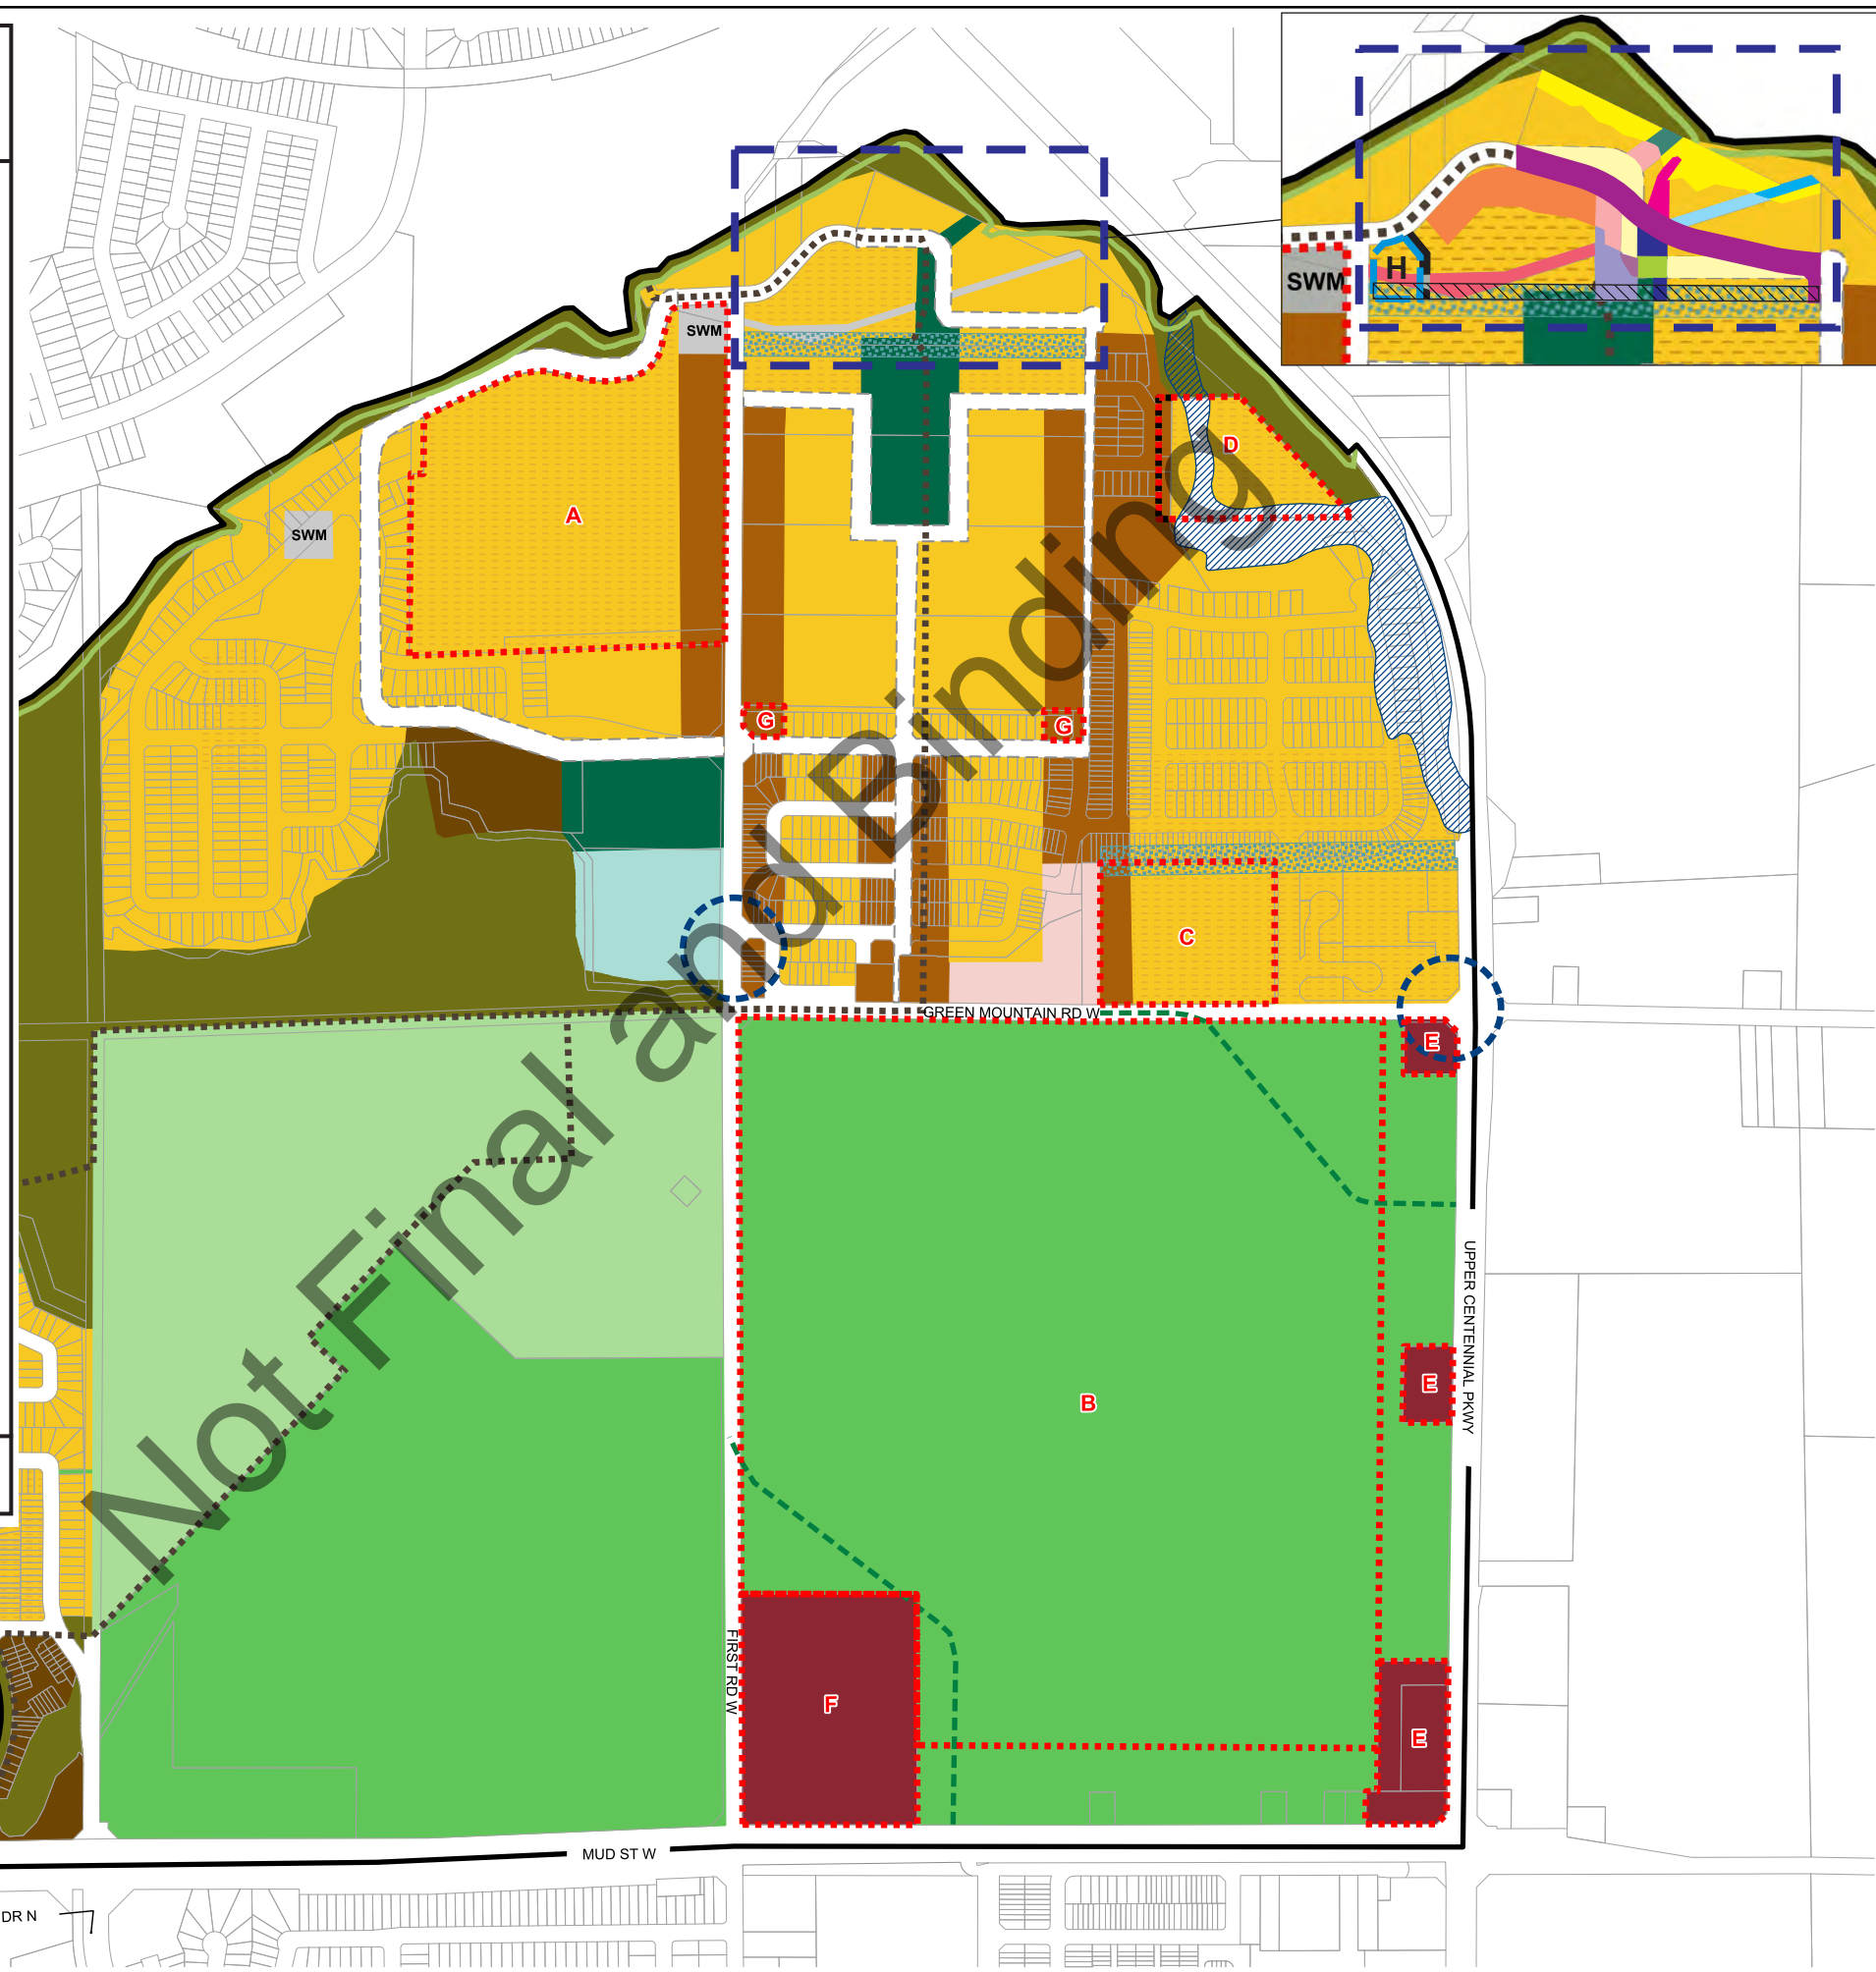 SWM
H
SWM
D
A
SWM
G
G
C
GREEN MOUNTAIN RD W
E
UPPER CENTENNIAL PKWY
E
B
FIRST RD W
F
E
MUD ST W
DR N
Not Final and Binding